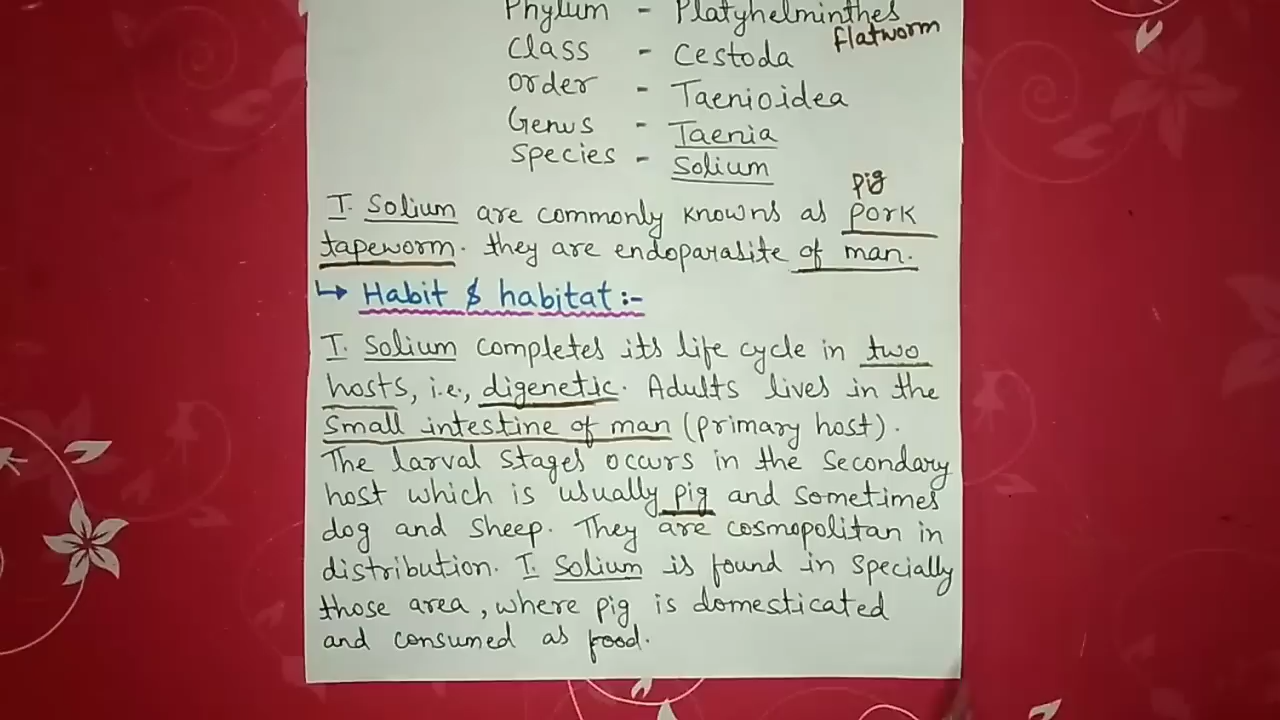 Phylum - Platyhelminthes
flatworm
Class - Cestoda
Order - Taenioidea
Genus - Taenia
Species - Solium
pig
T. Solium are commonly knowns as pork
tapeworm. they are endoparasite of man.
↳ Habit & habitat :-
T. Solium completes its life cycle in two
hosts, i.e., digenetic. Adults lives in the
Small intestine of man (primary host).
The larval stages occurs in the Secondary
host which is usually pig and sometimes
dog and Sheep. They are cosmopolitan in
distribution. T. Solium is found in specially
those area, where pig is domesticated
and consumed as food.